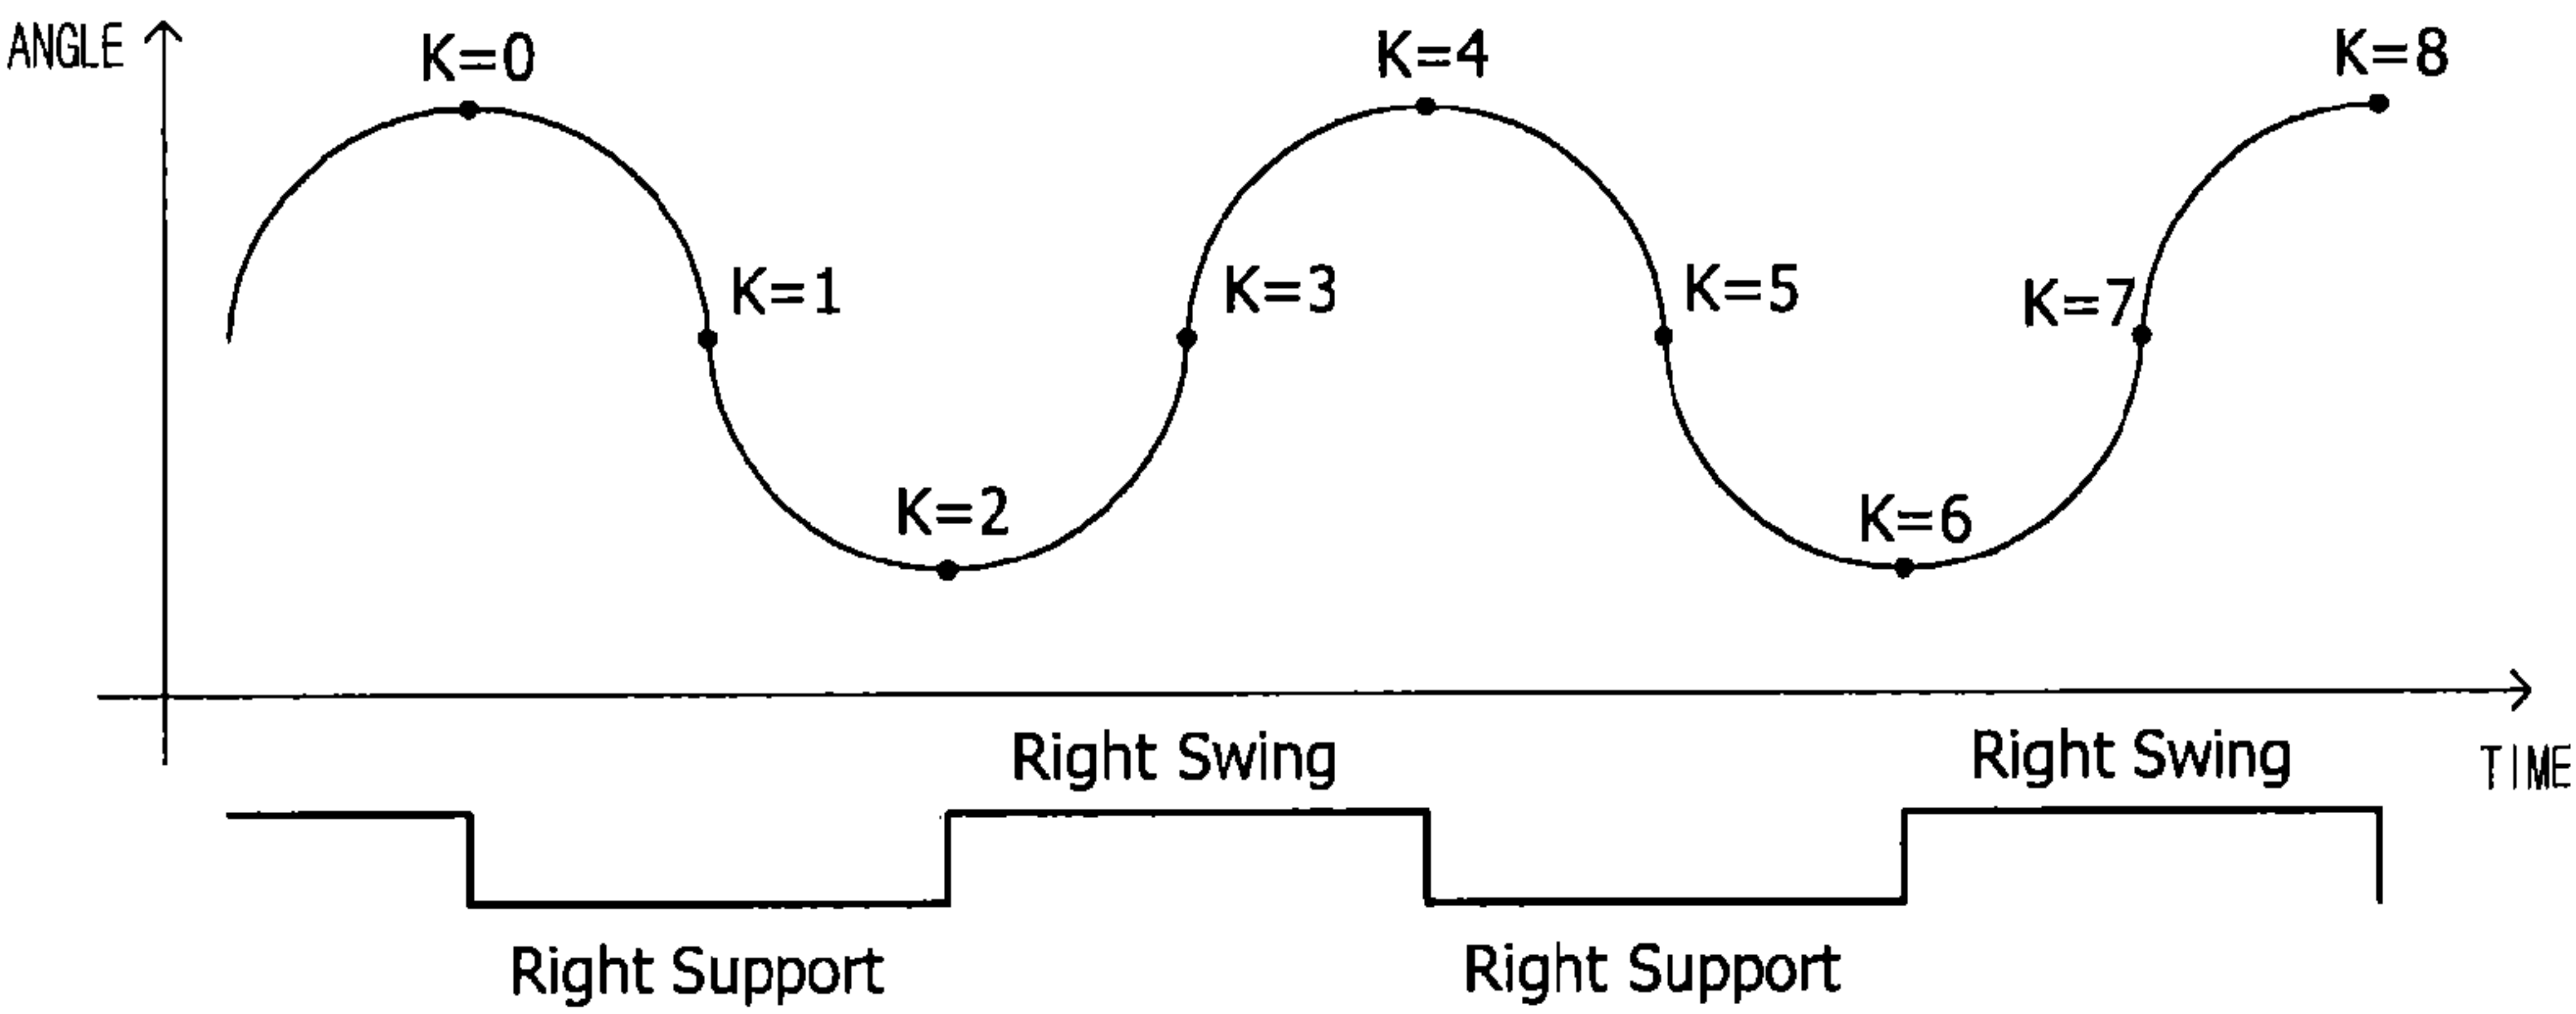 ANGLE
K=0
K=4
K=8
K=1
K=3
K=5
K=7
K=2
K=6
Right Swing
Right Swing
TIME
Right Support
Right Support